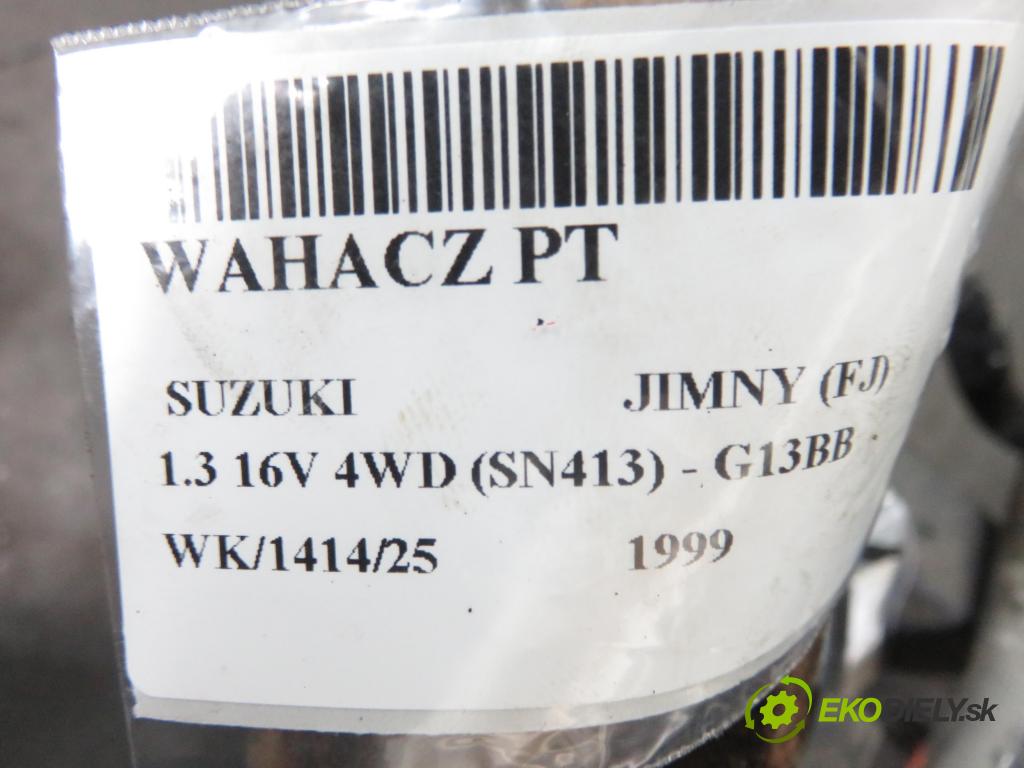 WAHACZ PT
SUZUKI JIMNY (FJ)
1.3 16V 4WD (SN413) - G13BB
WK/1414/25 1999
EKODIELY.sk